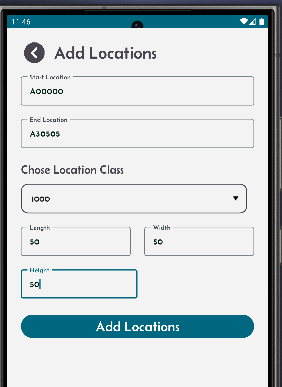 11:46
Add Locations
Start Location
A00000
End Location
A30505
Chose Location Class
1000
Length
50
Width
50
Height
50
Add Locations